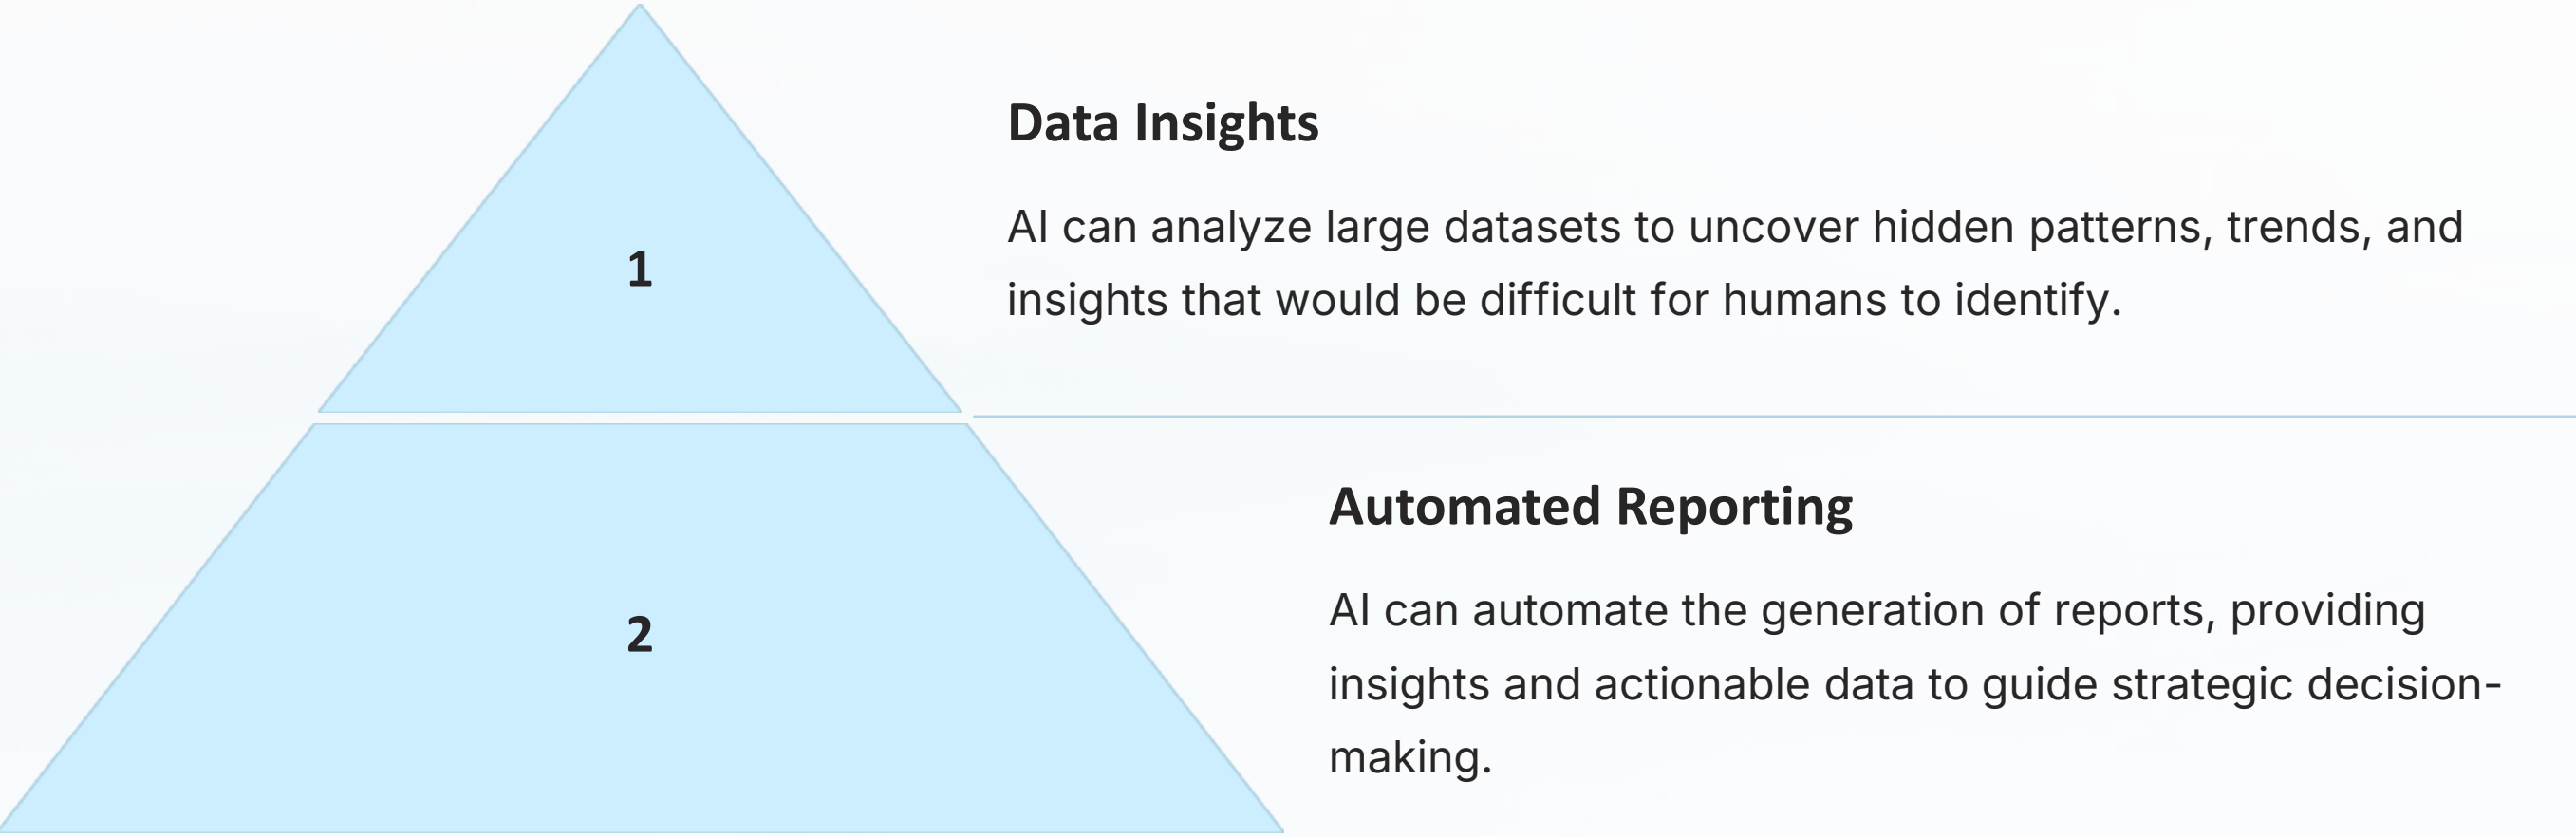 1
Data Insights
AI can analyze large datasets to uncover hidden patterns, trends, and
insights that would be difficult for humans to identify.
2
Automated Reporting
AI can automate the generation of reports, providing
insights and actionable data to guide strategic decision-
making.